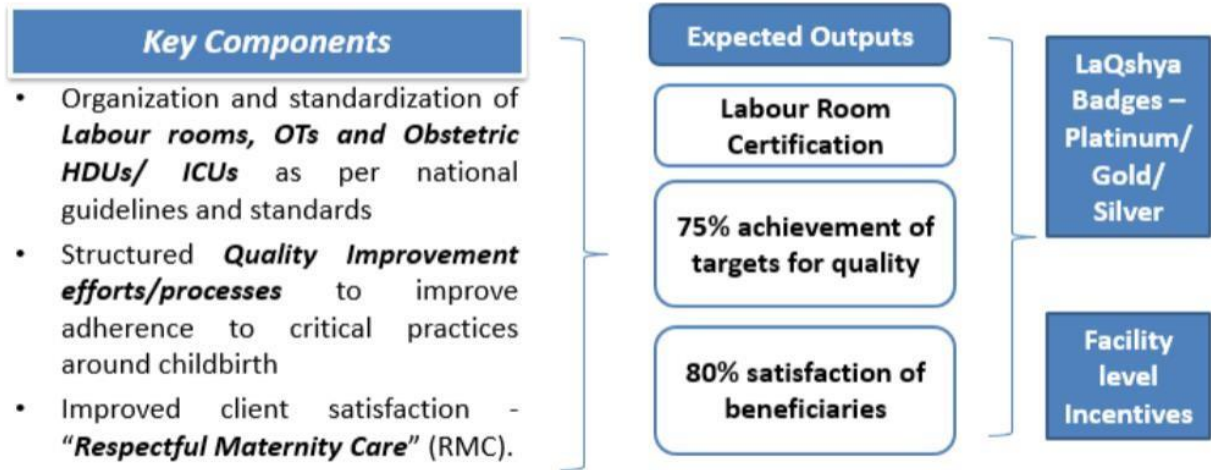 Key Components
• Organization and standardization of
Labour rooms, OTs and Obstetric
HDUs/ ICUs as per national
guidelines and standards
• Structured Quality Improvement
efforts/processes to improve
adherence to critical practices
around childbirth
• Improved client satisfaction -
“Respectful Maternity Care” (RMC).
Expected Outputs
Labour Room
Certification
75% achievement of
targets for quality
80% satisfaction of
beneficiaries
LaQshya
Badges –
Platinum/
Gold/
Silver
Facility
level
Incentives